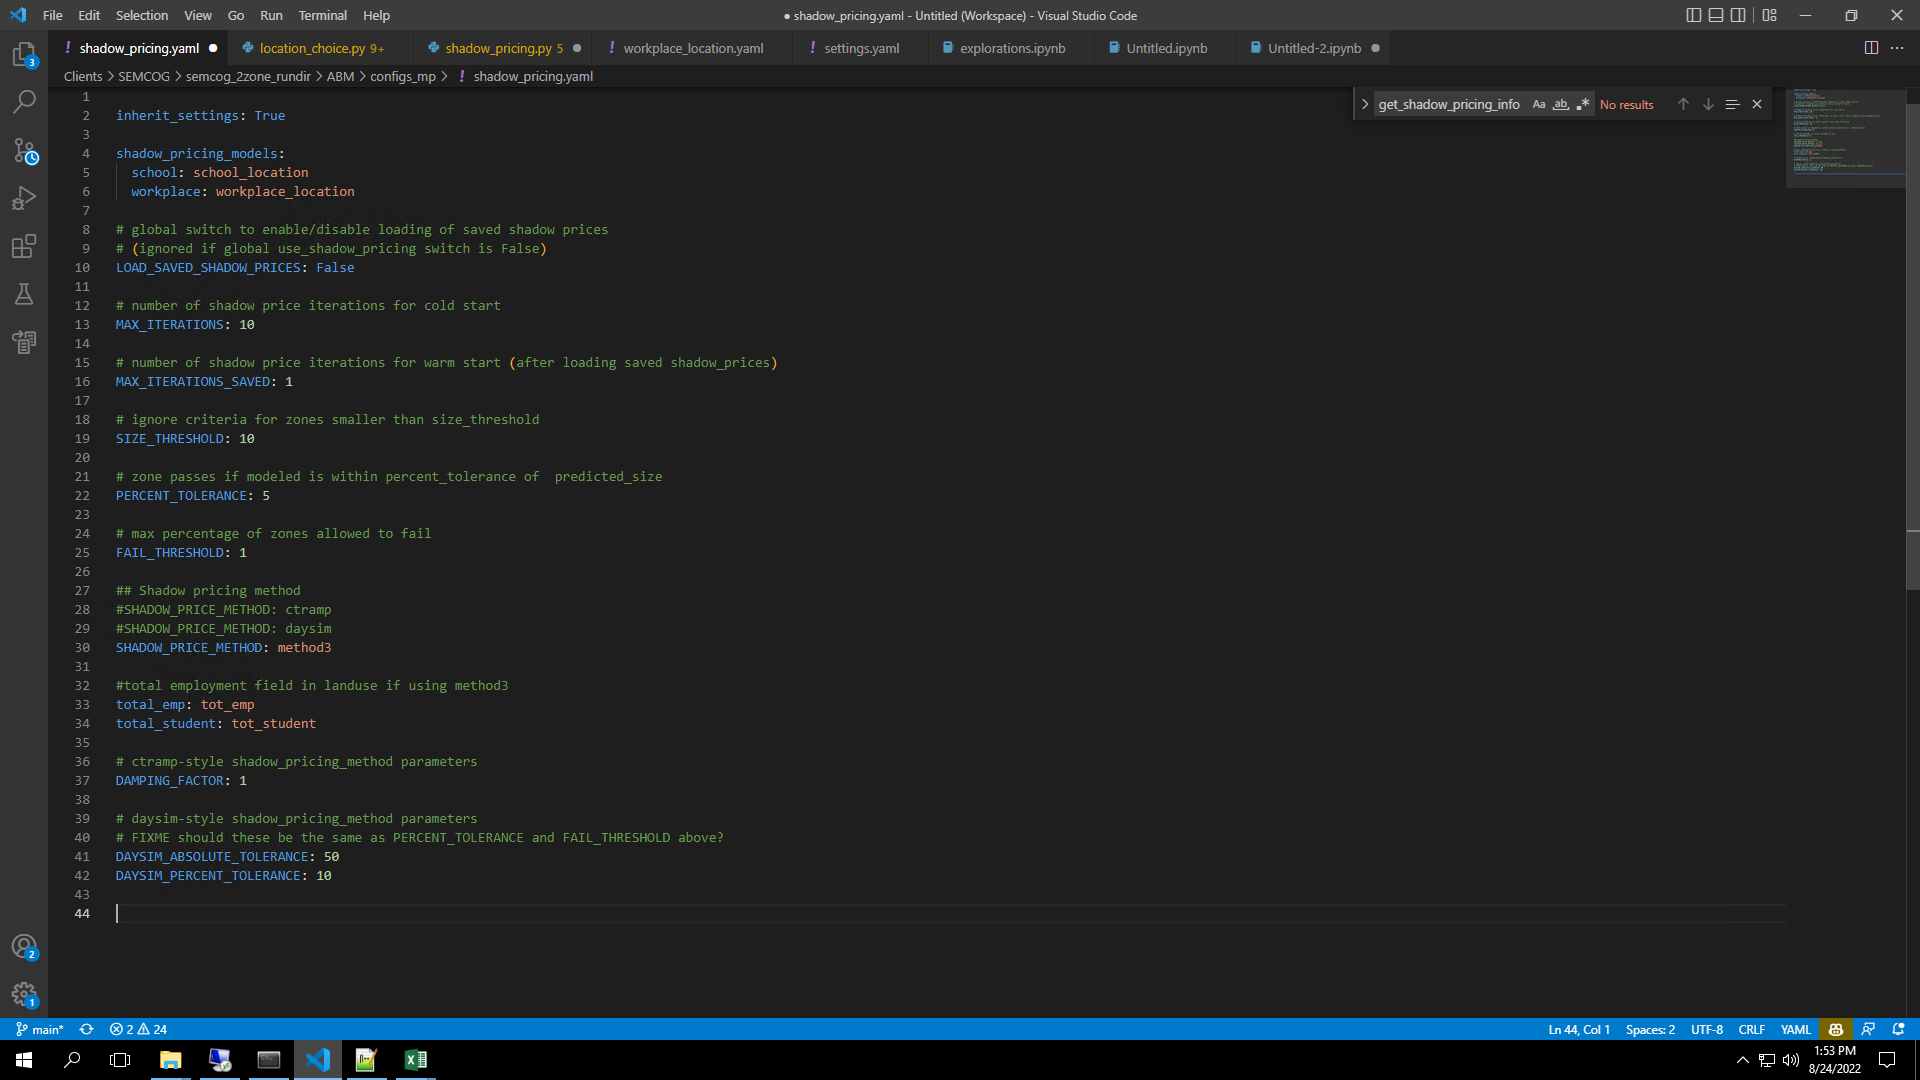 File Edit Selection View Go Run Terminal Help
● shadow_pricing.yaml - Untitled (Workspace) - Visual Studio Code
! shadow_pricing.yaml ● location_choice.py 9+ shadow_pricing.py 5 ● ! workplace_location.yaml ! settings.yaml explorations.ipynb Untitled.ipynb Untitled-2.ipynb ●
Clients > SEMCOG > semcog_2zone_rundir > ABM > configs_mp > ! shadow_pricing.yaml
get_shadow_pricing_info Aa ab .* No results
1
2 inherit_settings: True
3
4 shadow_pricing_models:
5   school: school_location
6   workplace: workplace_location
7
8 # global switch to enable/disable loading of saved shadow prices
9 # (ignored if global use_shadow_pricing switch is False)
10 LOAD_SAVED_SHADOW_PRICES: False
11
12 # number of shadow price iterations for cold start
13 MAX_ITERATIONS: 10
14
15 # number of shadow price iterations for warm start (after loading saved shadow_prices)
16 MAX_ITERATIONS_SAVED: 1
17
18 # ignore criteria for zones smaller than size_threshold
19 SIZE_THRESHOLD: 10
20
21 # zone passes if modeled is within percent_tolerance of  predicted_size
22 PERCENT_TOLERANCE: 5
23
24 # max percentage of zones allowed to fail
25 FAIL_THRESHOLD: 1
26
27 ## Shadow pricing method
28 #SHADOW_PRICE_METHOD: ctramp
29 #SHADOW_PRICE_METHOD: daysim
30 SHADOW_PRICE_METHOD: method3
31
32 #total employment field in landuse if using method3
33 total_emp: tot_emp
34 total_student: tot_student
35
36 # ctramp-style shadow_pricing_method parameters
37 DAMPING_FACTOR: 1
38
39 # daysim-style shadow_pricing_method parameters
40 # FIXME should these be the same as PERCENT_TOLERANCE and FAIL_THRESHOLD above?
41 DAYSIM_ABSOLUTE_TOLERANCE: 50
42 DAYSIM_PERCENT_TOLERANCE: 10
43
44
3
2
1
main* 2 24 Ln 44, Col 1 Spaces: 2 UTF-8 CRLF YAML
1:53 PM
8/24/2022